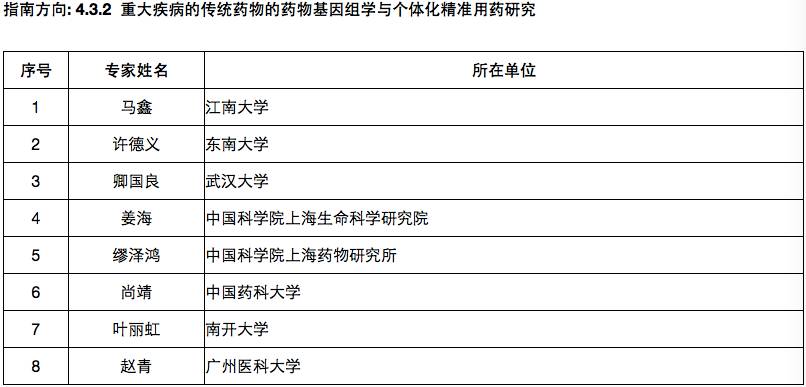 指南方向: 4.3.2 重大疾病的传统药物的药物基因组学与个体化精准用药研究
序号 专家姓名 所在单位
1 马鑫 江南大学
2 许德义 东南大学
3 卿国良 武汉大学
4 姜海 中国科学院上海生命科学研究院
5 缪泽鸿 中国科学院上海药物研究所
6 尚靖 中国药科大学
7 叶丽虹 南开大学
8 赵青 广州医科大学